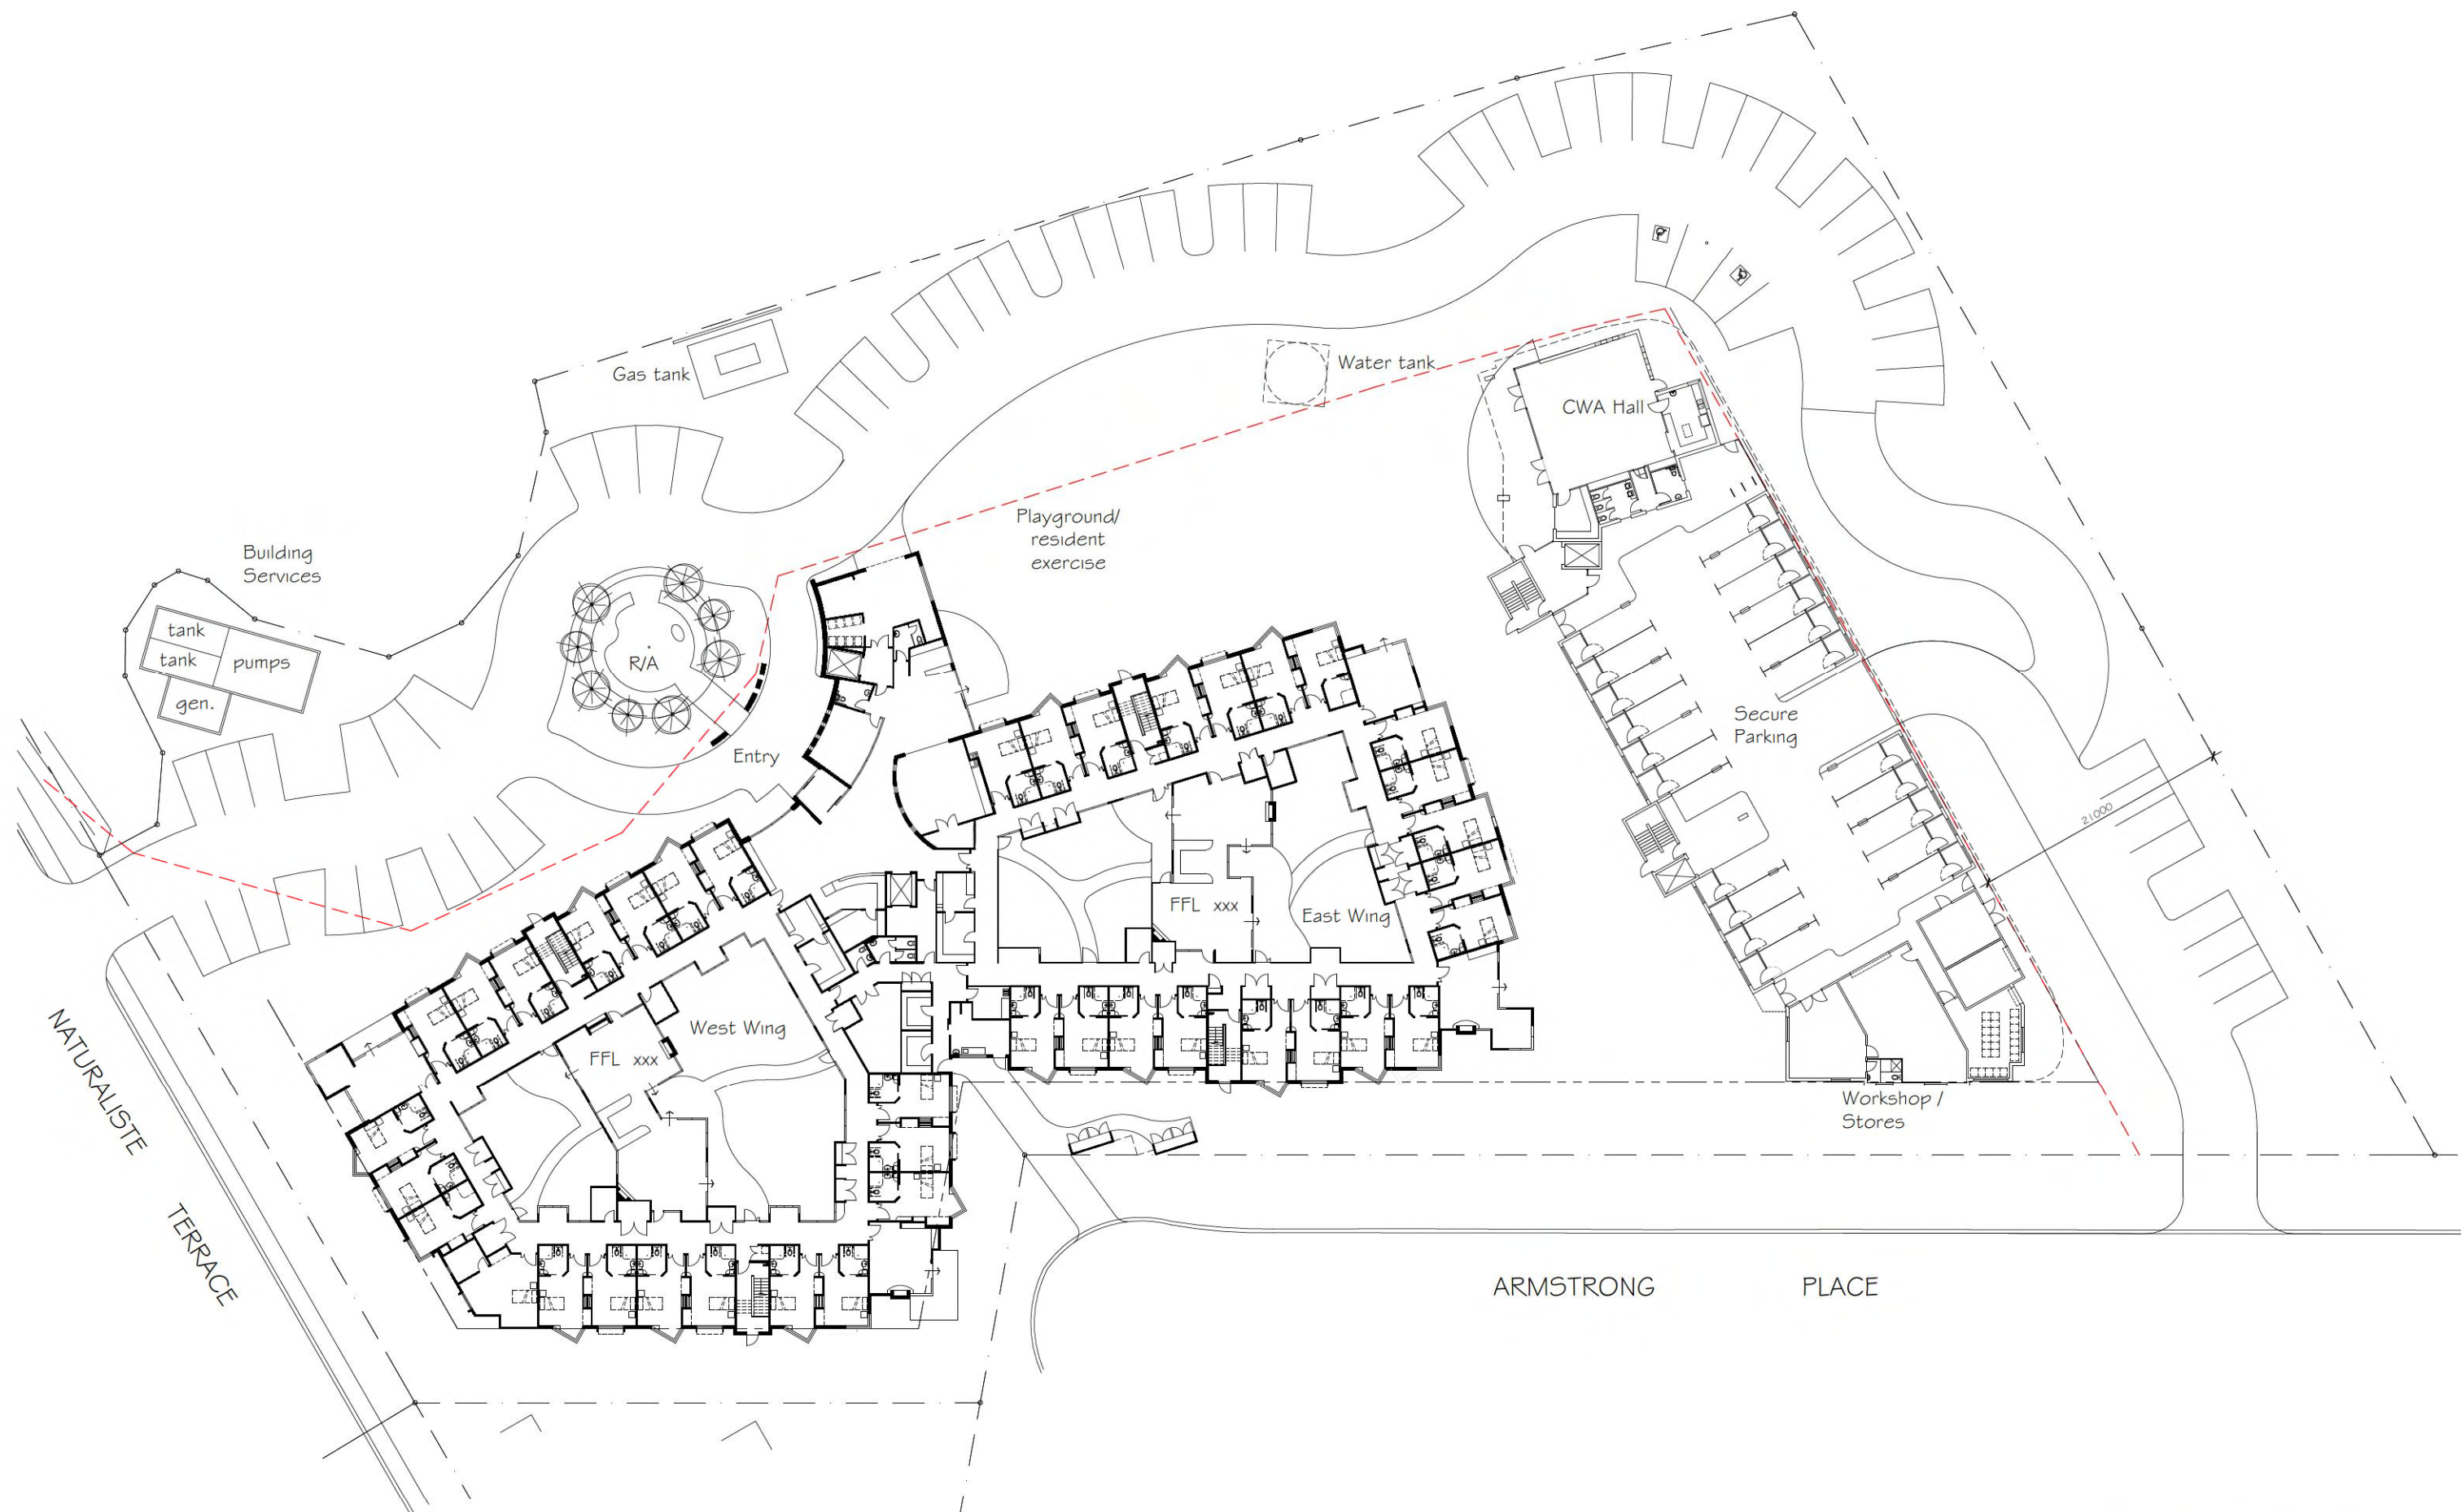 Gas tank
Water tank
CWA Hall
Playground/
resident
exercise
Building
Services
tank
tank
pumps
gen.
R/A
Entry
Secure
Parking
21000
FFL xxx
East Wing
West Wing
FFL xxx
NATURALISTE
TERRACE
Workshop /
Stores
ARMSTRONG PLACE